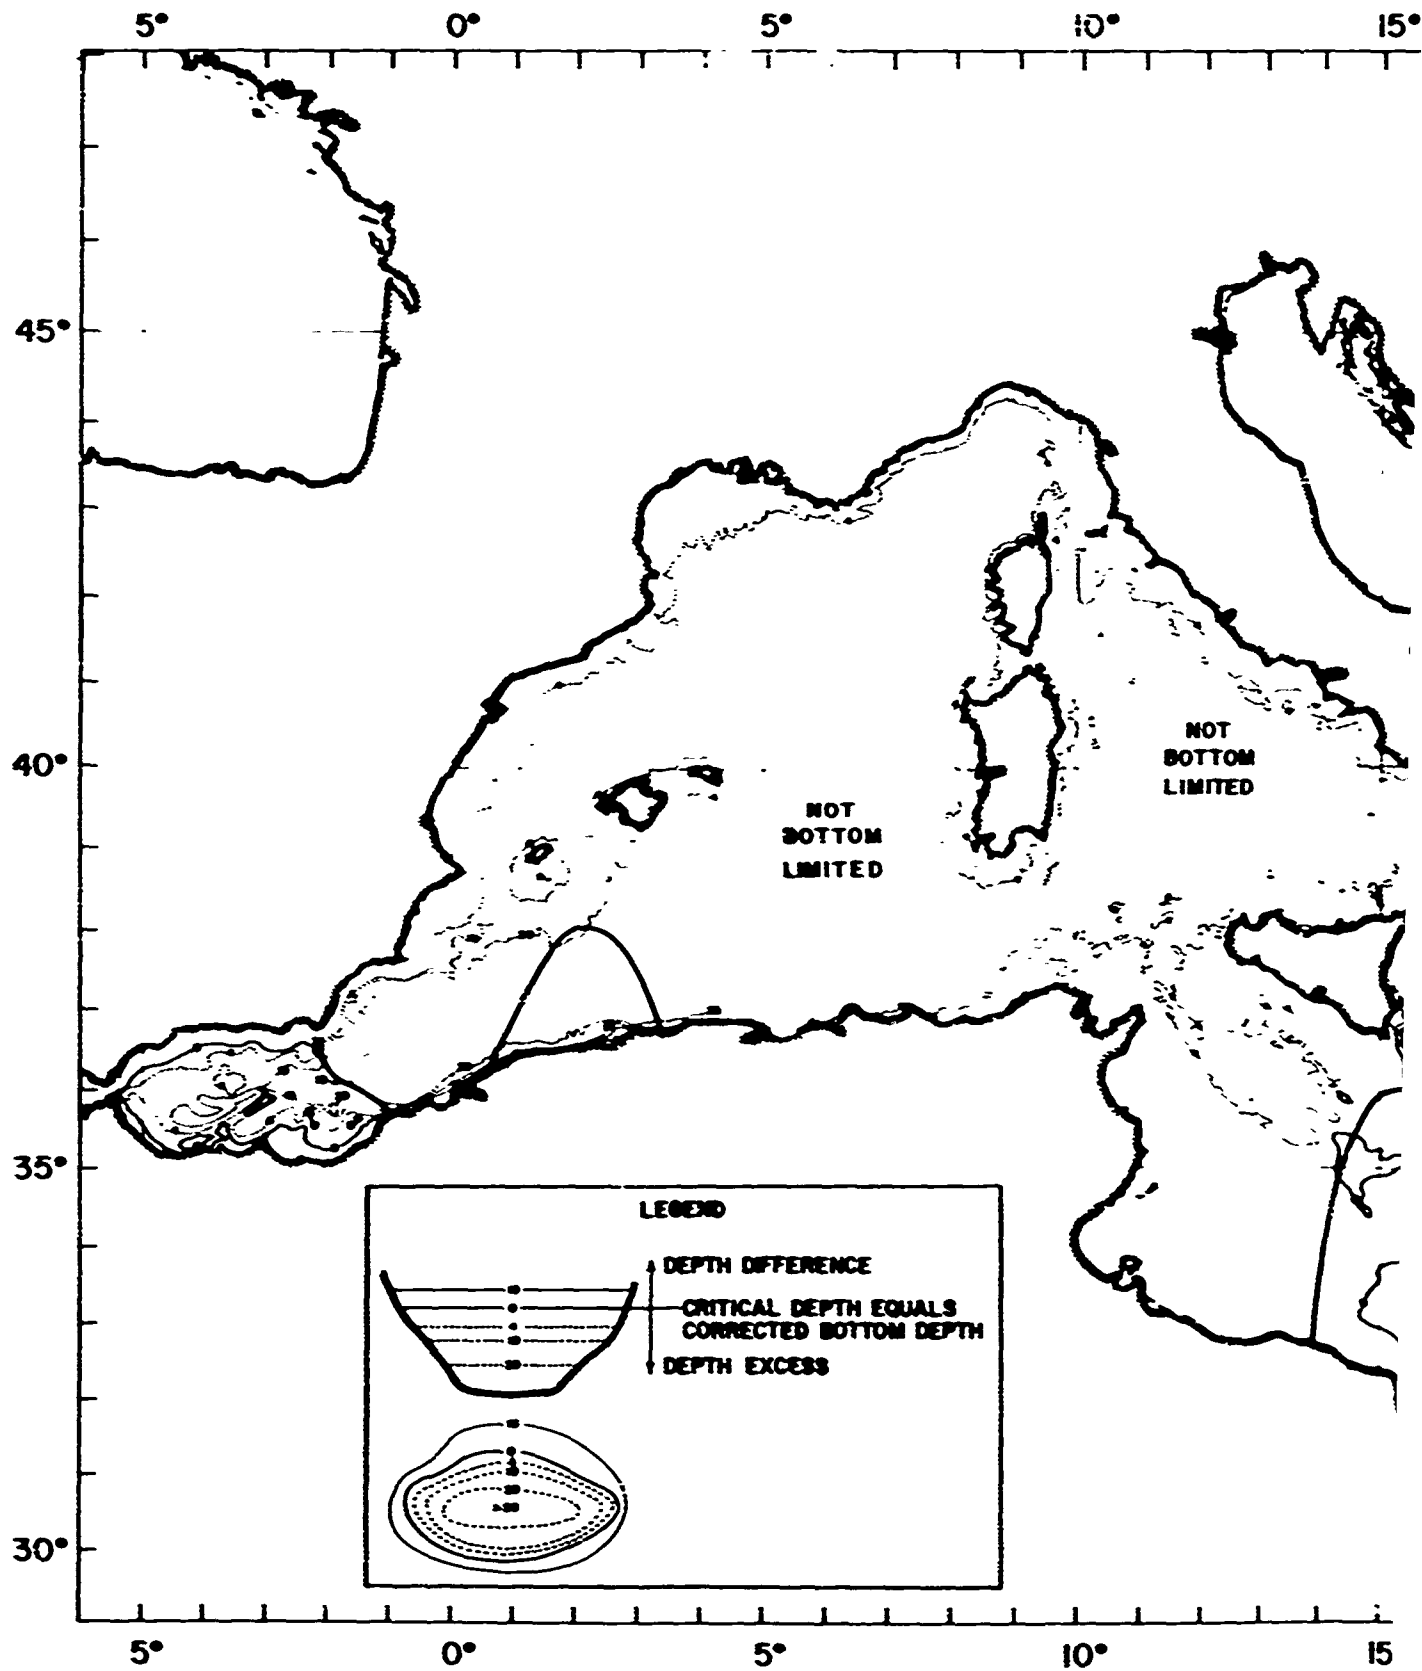 5° 0° 5° 10° 15°
45°
40°
35°
30°
NOT
BOTTOM
LIMITED
NOT
BOTTOM
LIMITED
LEGEND
DEPTH DIFFERENCE
CRITICAL DEPTH EQUALS
CORRECTED BOTTOM DEPTH
DEPTH EXCESS
5° 0° 5° 10° 15